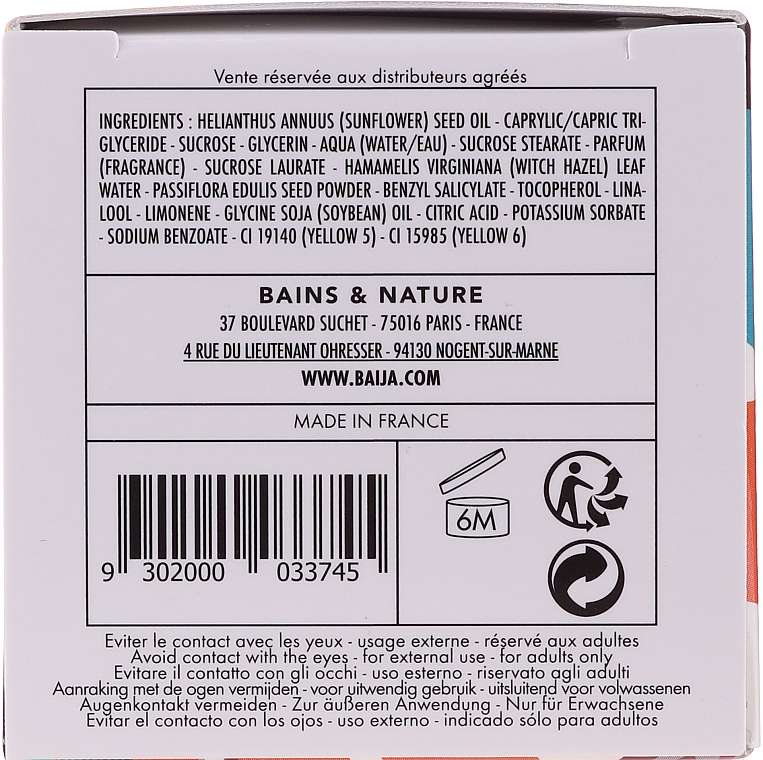 Vente réservée aux distributeurs agréés
INGREDIENTS : HELIANTHUS ANNUUS (SUNFLOWER) SEED OIL - CAPRYLIC/CAPRIC TRI-
GLYCERIDE - SUCROSE - GLYCERIN - AQUA (WATER/EAU) - SUCROSE STEARATE - PARFUM
(FRAGRANCE) - SUCROSE LAURATE - HAMAMELIS VIRGINIANA (WITCH HAZEL) LEAF
WATER - PASSIFLORA EDULIS SEED POWDER - BENZYL SALICYLATE - TOCOPHEROL - LINA-
LOOL - LIMONENE - GLYCINE SOJA (SOYBEAN) OIL - CITRIC ACID - POTASSIUM SORBATE
- SODIUM BENZOATE - CI 19140 (YELLOW 5) - CI 15985 (YELLOW 6)
BAINS & NATURE
37 BOULEVARD SUCHET - 75016 PARIS - FRANCE
4 RUE DU LIEUTENANT OHRESSER - 94130 NOGENT-SUR-MARNE
WWW.BAIJA.COM
MADE IN FRANCE
6M
9 302000 033745
Eviter le contact avec les yeux - usage externe - réservé aux adultes
Avoid contact with the eyes - for external use - for adults only
Evitare il contatto con gli occhi - uso esterno - riservato agli adulti
Aanraking met de ogen vermijden - voor uitwendig gebruik - uitsluitend voor volwassenen
Augenkontakt vermeiden - Zur äußeren Anwendung - Nur für Erwachsene
Evitar el contacto con los ojos - uso externo - indicado sólo para adultos